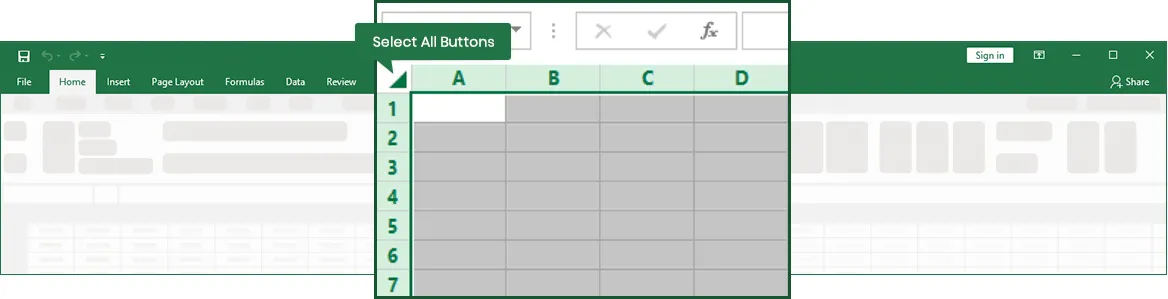 Select All Buttons
fx
Sign in
File Home Insert Page Layout Formulas Data Review
Share
A B C D
1
2
3
4
5
6
7